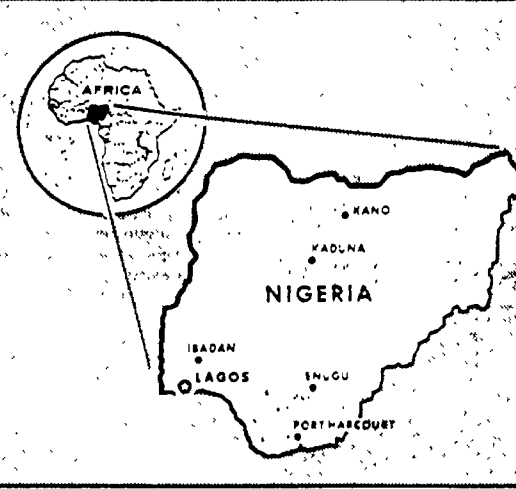 AFRICA
KANO
KADUNA
NIGERIA
IBADAN
LAGOS
ENUGU
PORT HARCOURT